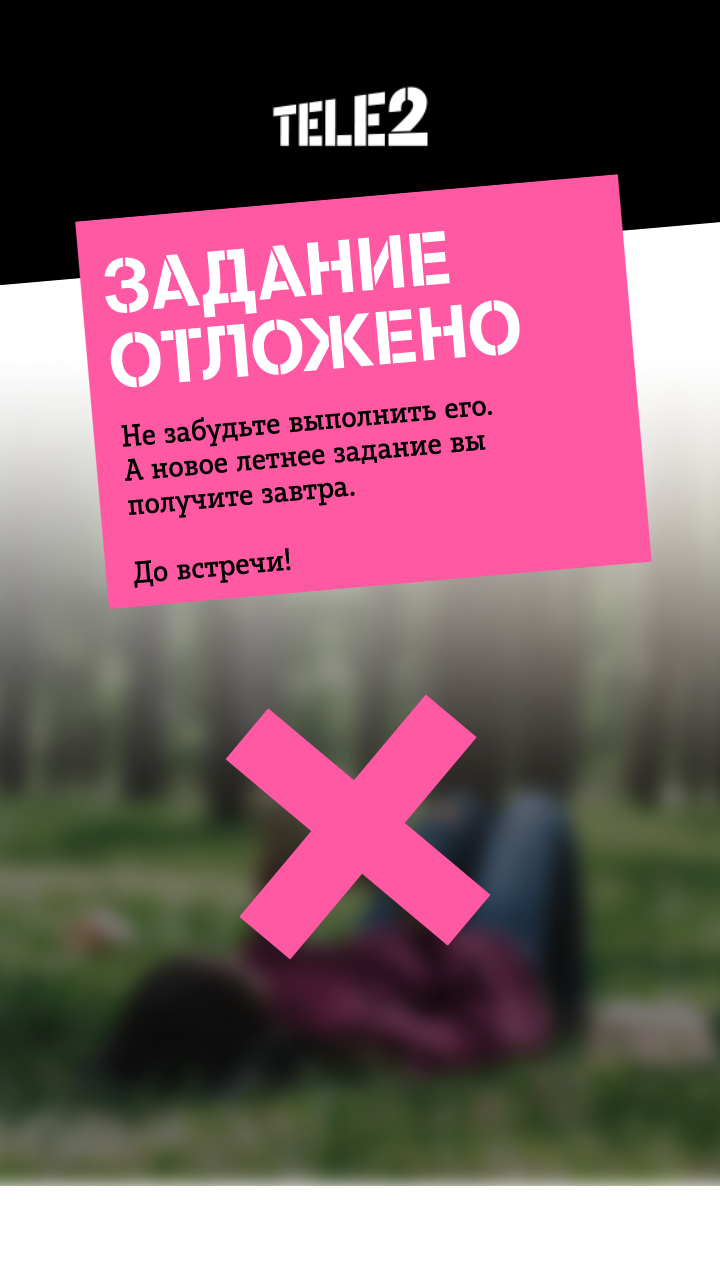 TELE2
ЗАДАНИЕ
ОТЛОЖЕНО
Не забудьте выполнить его.
А новое летнее задание вы
получите завтра.
До встречи!